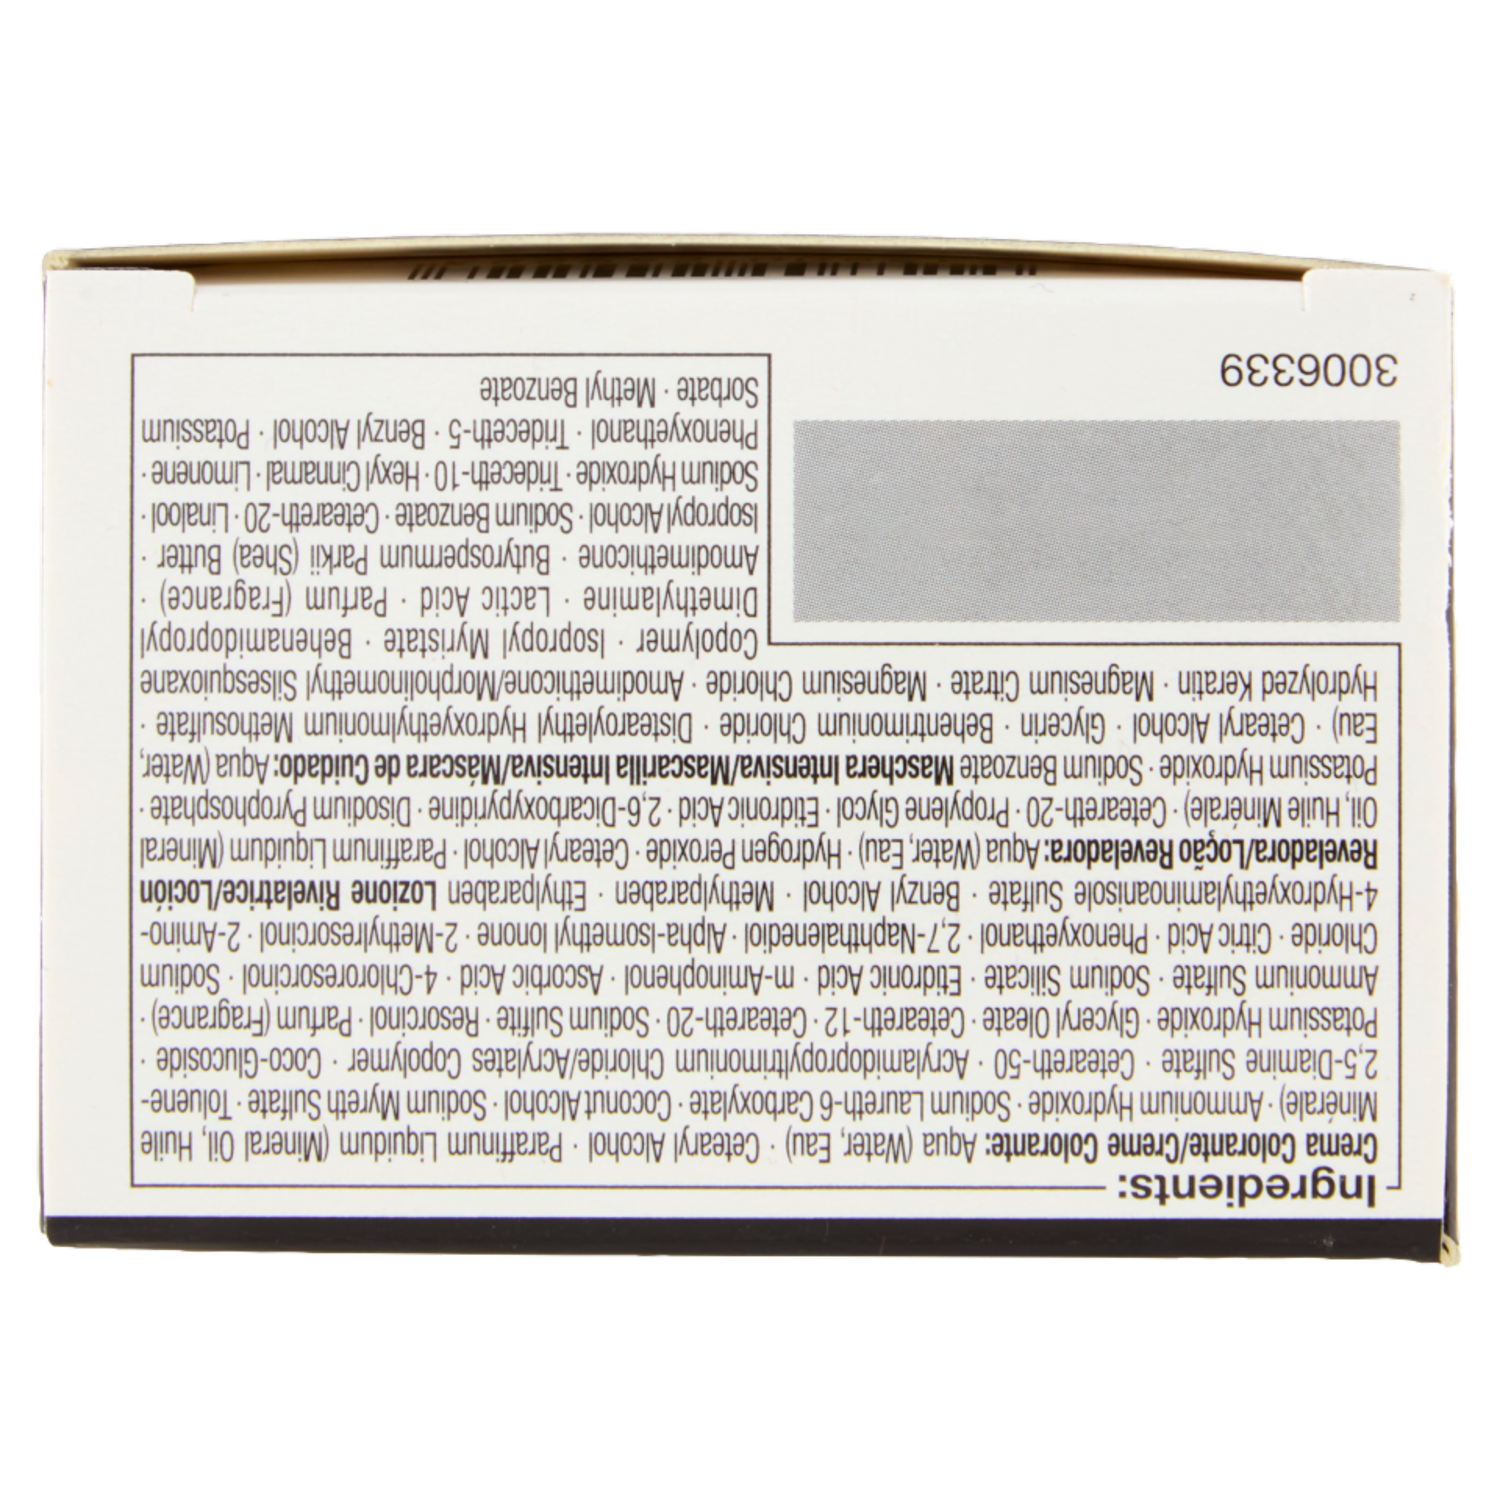 Ingredients:
Crema Colorante/Creme Colorante: Aqua (Water, Eau) · Cetearyl Alcohol · Paraffinum Liquidum (Mineral Oil, Huile
Minérale) · Ammonium Hydroxide · Sodium Laureth-6 Carboxylate · Coconut Alcohol · Sodium Myreth Sulfate · Toluene-
2,5-Diamine Sulfate · Ceteareth-50 · Acrylamidopropyltrimonium Chloride/Acrylates Copolymer · Coco-Glucoside ·
Potassium Hydroxide · Glyceryl Oleate · Ceteareth-12 · Ceteareth-20 · Sodium Sulfite · Resorcinol · Parfum (Fragrance) ·
Ammonium Sulfate · Sodium Silicate · Etidronic Acid · m-Aminophenol · Ascorbic Acid · 4-Chlororesorcinol · Sodium
Chloride · Citric Acid · Phenoxyethanol · 2,7-Naphthalenediol · Alpha-Isomethyl Ionone · 2-Methylresorcinol · 2-Amino-
4-Hydroxyethylaminoanisole Sulfate · Benzyl Alcohol · Methylparaben · Ethylparaben Lozione Rivelatrice/Loción
Reveladora/Loção Reveladora: Aqua (Water, Eau) · Hydrogen Peroxide · Cetearyl Alcohol · Paraffinum Liquidum (Mineral
Oil, Huile Minérale) · Ceteareth-20 · Propylene Glycol · Etidronic Acid · 2,6-Dicarboxypyridine · Disodium Pyrophosphate ·
Potassium Hydroxide · Sodium Benzoate Maschera Intensiva/Mascarilla Intensiva/Máscara de Cuidado: Aqua (Water,
Eau) · Cetearyl Alcohol · Glycerin · Behentrimonium Chloride · Distearoylethyl Hydroxyethylmonium Methosulfate ·
Hydrolyzed Keratin · Magnesium Citrate · Magnesium Chloride · Amodimethicone/Morpholinomethyl Silsesquioxane
Copolymer · Isopropyl Myristate · Behenamidopropyl
Dimethylamine · Lactic Acid · Parfum (Fragrance) ·
Amodimethicone · Butyrospermum Parkii (Shea) Butter ·
Isopropyl Alcohol · Sodium Benzoate · Ceteareth-20 · Linalool ·
Sodium Hydroxide · Trideceth-10 · Hexyl Cinnamal · Limonene ·
Phenoxyethanol · Trideceth-5 · Benzyl Alcohol · Potassium
Sorbate · Methyl Benzoate
3006339